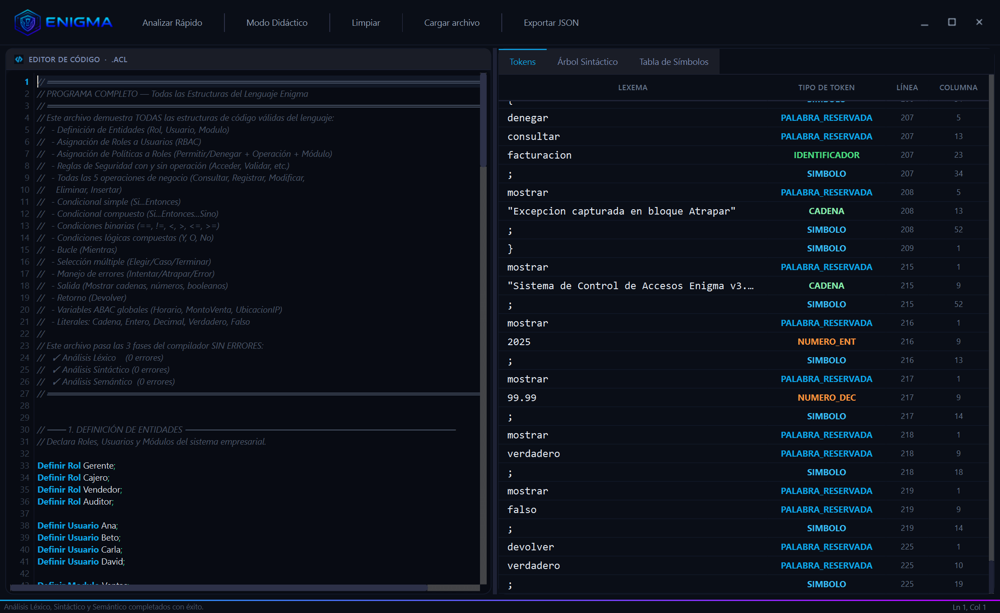 ENIGMA
Analizar Rápido
Modo Didáctico
Limpiar
Cargar archivo
Exportar JSON
EDITOR DE CÓDIGO · .ACL
1 // ══════════════════════════════════════════
2 // PROGRAMA COMPLETO — Todas las Estructuras del Lenguaje Enigma
3 // ══════════════════════════════════════════
4 // Este archivo demuestra TODAS las estructuras de código válidas del lenguaje:
5 // - Definición de Entidades (Rol, Usuario, Modulo)
6 // - Asignación de Roles a Usuarios (RBAC)
7 // - Asignación de Políticas a Roles (Permitir/Denegar + Operación + Módulo)
8 // - Reglas de Seguridad con y sin operación (Acceder, Validar, etc.)
9 // - Todas las 5 operaciones de negocio (Consultar, Registrar, Modificar,
10 // Eliminar, Insertar)
11 // - Condicional simple (Si...Entonces)
12 // - Condicional compuesto (Si...Entonces...Sino)
13 // - Condiciones binarias (==, !=, <, >, <=, >=)
14 // - Condiciones lógicas compuestas (Y, O, No)
15 // - Bucle (Mientras)
16 // - Selección múltiple (Elegir/Caso/Terminar)
17 // - Manejo de errores (Intentar/Atrapar/Error)
18 // - Salida (Mostrar cadenas, números, booleanos)
19 // - Retorno (Devolver)
20 // - Variables ABAC globales (Horario, MontoVenta, UbicacionIP)
21 // - Literales: Cadena, Entero, Decimal, Verdadero, Falso
22 //
23 // Este archivo pasa las 3 fases del compilador SIN ERRORES:
24 // ✓ Análisis Léxico (0 errores)
25 // ✓ Análisis Sintáctico (0 errores)
26 // ✓ Análisis Semántico (0 errores)
27 // ══════════════════════════════════════════
28
29
30 // —— 1. DEFINICIÓN DE ENTIDADES ——————————————
31 // Declara Roles, Usuarios y Módulos del sistema empresarial.
32
33 Definir Rol Gerente;
34 Definir Rol Cajero;
35 Definir Rol Vendedor;
36 Definir Rol Auditor;
37
38 Definir Usuario Ana;
39 Definir Usuario Beto;
40 Definir Usuario Carla;
41 Definir Usuario David;
42
Tokens
Árbol Sintáctico
Tabla de Símbolos
LEXEMA TIPO DE TOKEN LÍNEA COLUMNA
denegar PALABRA_RESERVADA 207 5
consultar PALABRA_RESERVADA 207 13
facturacion IDENTIFICADOR 207 23
; SIMBOLO 207 34
mostrar PALABRA_RESERVADA 208 5
"Excepcion capturada en bloque Atrapar" CADENA 208 13
; SIMBOLO 208 52
} SIMBOLO 209 1
mostrar PALABRA_RESERVADA 215 1
"Sistema de Control de Accesos Enigma v3.… CADENA 215 9
; SIMBOLO 215 52
mostrar PALABRA_RESERVADA 216 1
2025 NUMERO_ENT 216 9
; SIMBOLO 216 13
mostrar PALABRA_RESERVADA 217 1
99.99 NUMERO_DEC 217 9
; SIMBOLO 217 14
mostrar PALABRA_RESERVADA 218 1
verdadero PALABRA_RESERVADA 218 9
; SIMBOLO 218 18
mostrar PALABRA_RESERVADA 219 1
falso PALABRA_RESERVADA 219 9
; SIMBOLO 219 14
devolver PALABRA_RESERVADA 225 1
verdadero PALABRA_RESERVADA 225 10
; SIMBOLO 225 19
Análisis Léxico, Sintáctico y Semántico completados con éxito.
Ln 1, Col 1